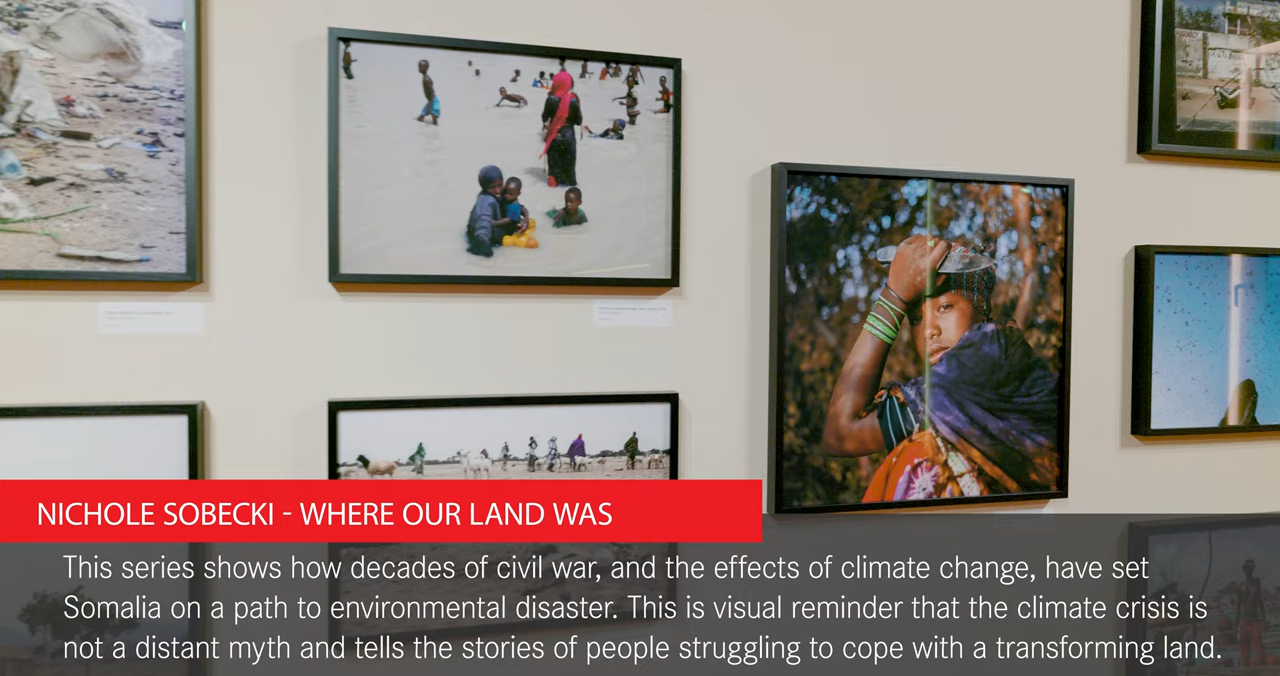 NICHOLE SOBECKI - WHERE OUR LAND WAS
This series shows how decades of civil war, and the effects of climate change, have set
Somalia on a path to environmental disaster. This is visual reminder that the climate crisis is
not a distant myth and tells the stories of people struggling to cope with a transforming land.